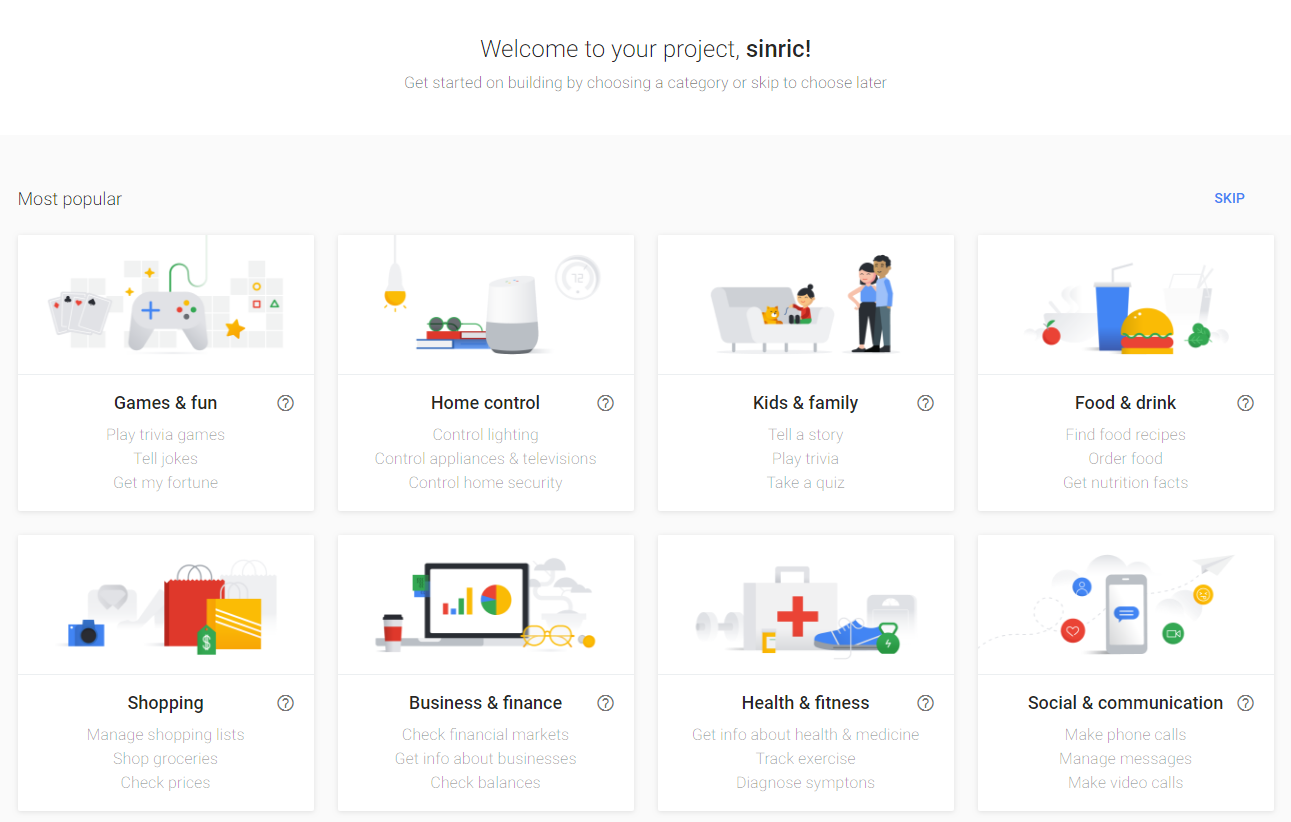 Welcome to your project, sinric!
Get started on building by choosing a category or skip to choose later
Most popular
SKIP
72
Games & fun
Play trivia games
Tell jokes
Get my fortune
Home control
Control lighting
Control appliances & televisions
Control home security
Kids & family
Tell a story
Play trivia
Take a quiz
Food & drink
Find food recipes
Order food
Get nutrition facts
$
Shopping
Manage shopping lists
Shop groceries
Check prices
Business & finance
Check financial markets
Get info about businesses
Check balances
Health & fitness
Get info about health & medicine
Track exercise
Diagnose symptons
Social & communication
Make phone calls
Manage messages
Make video calls